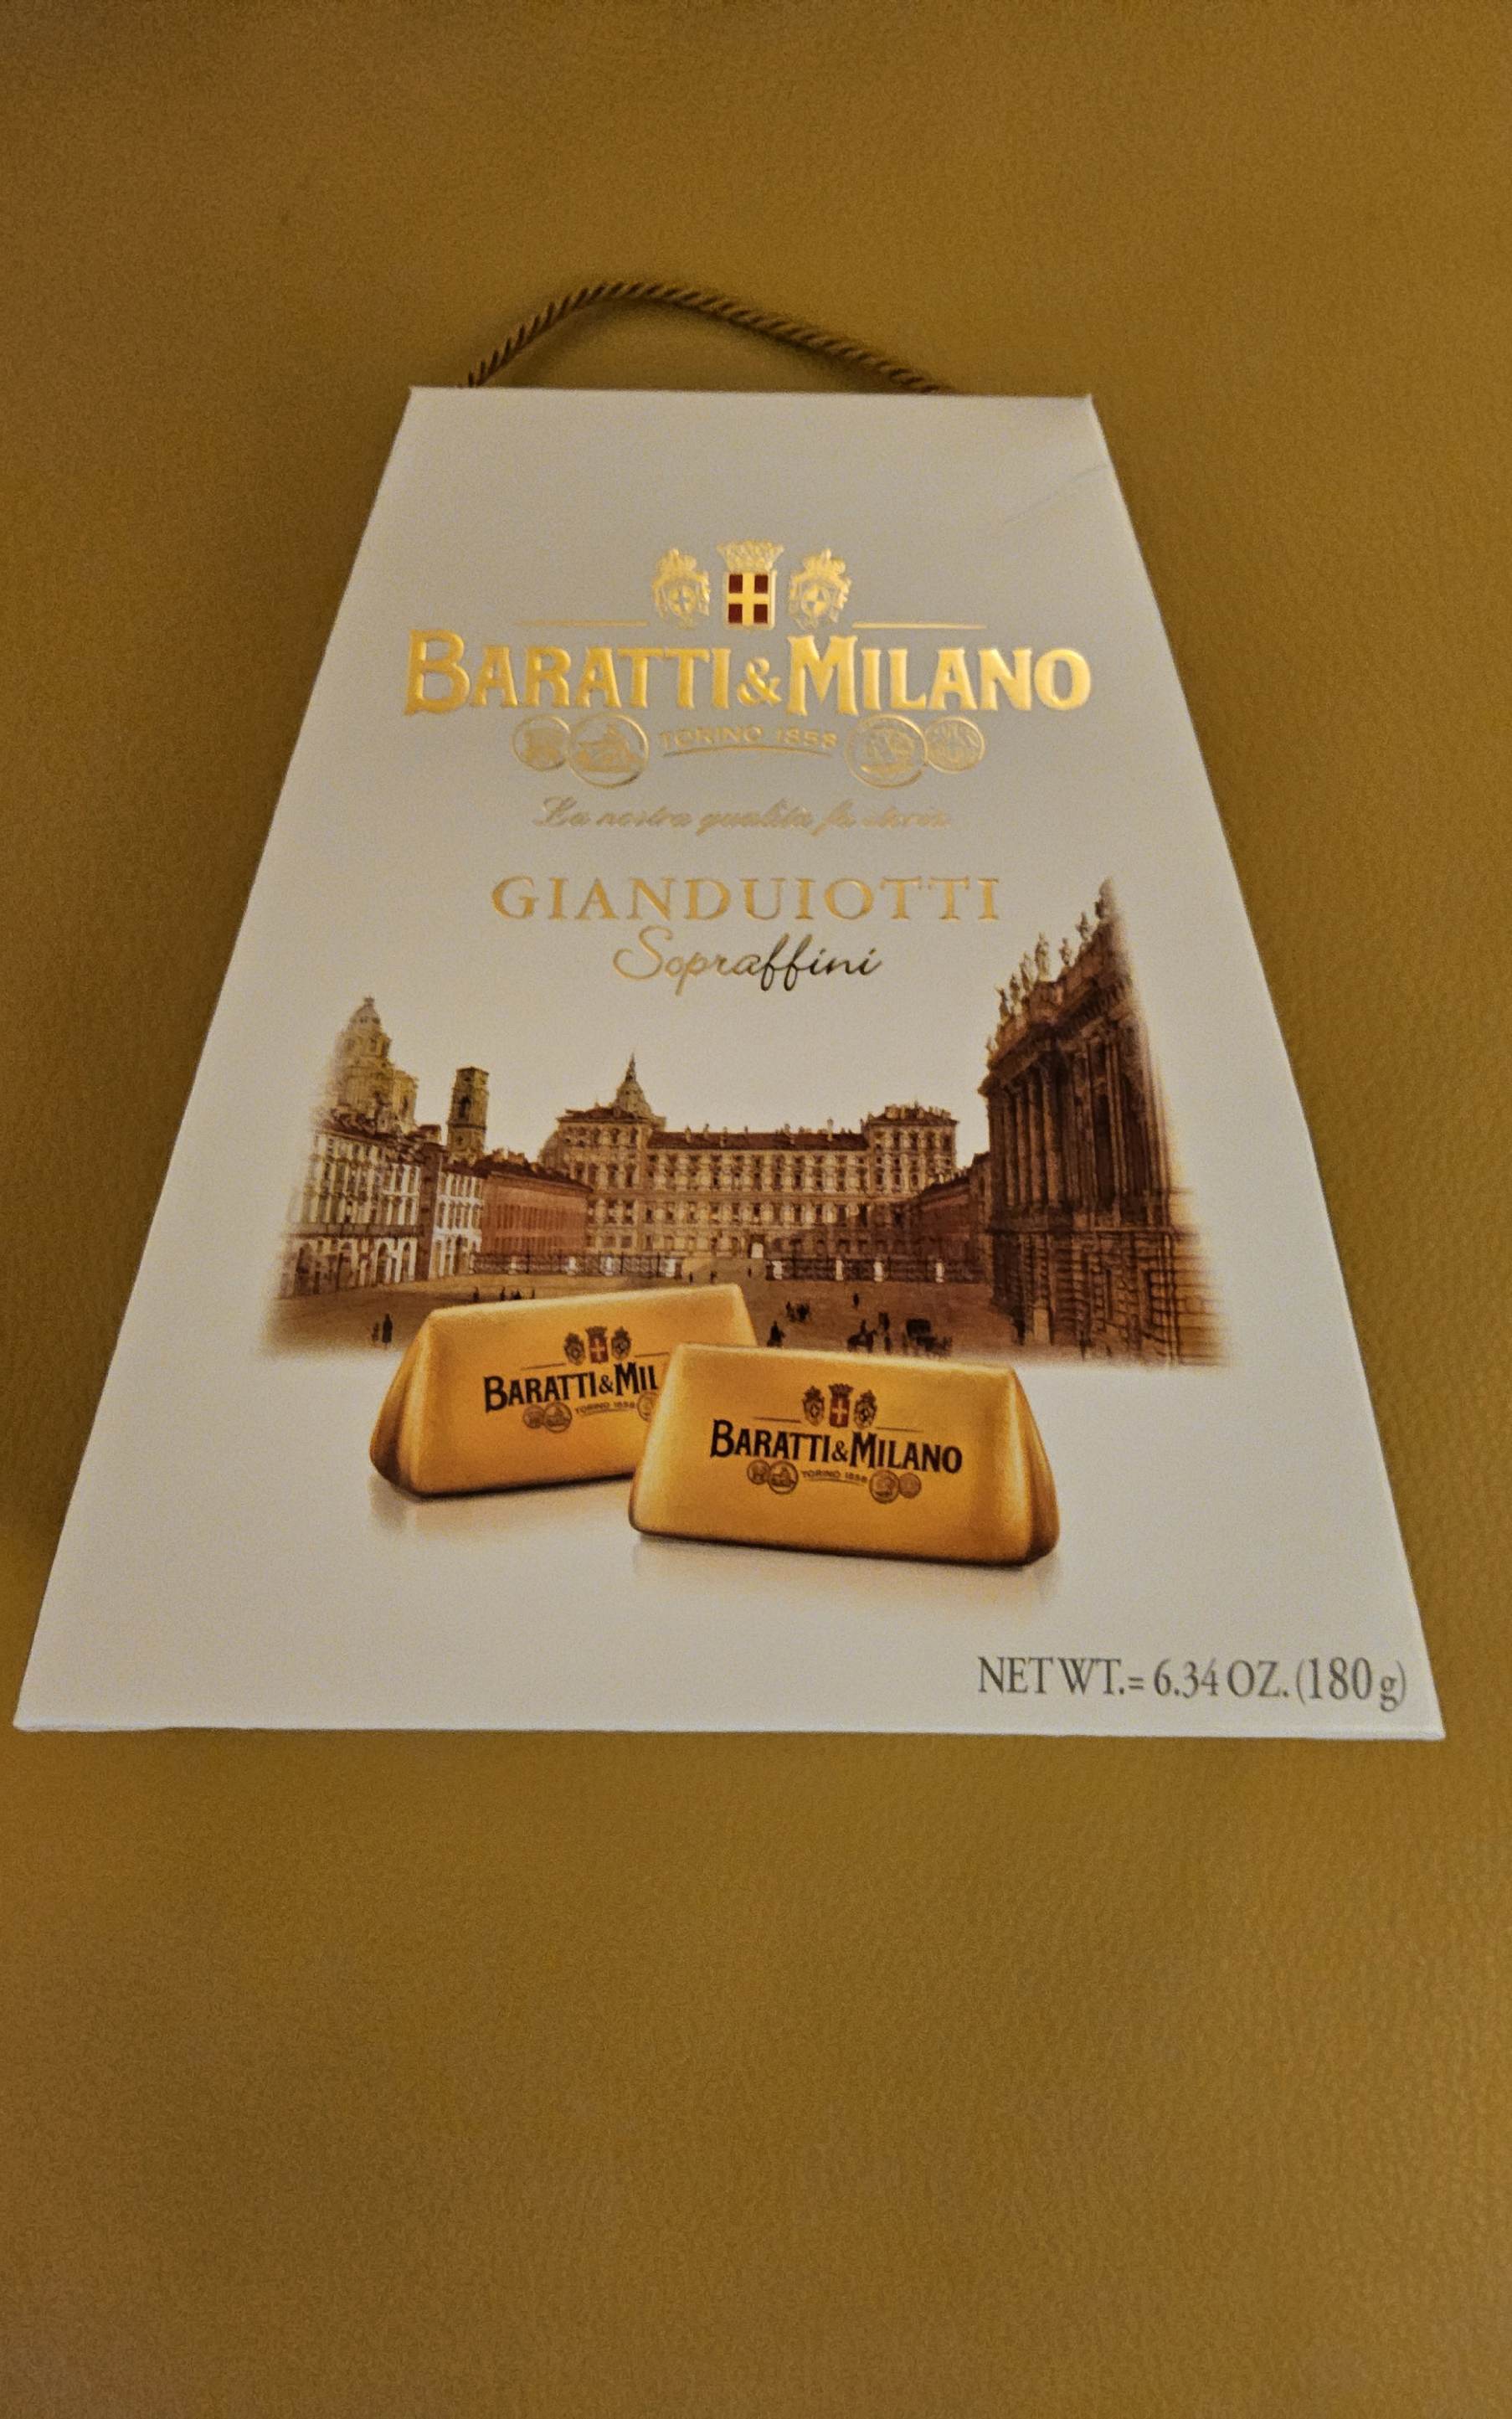 BARATTI & MILANO
TORINO 1858
La nostra qualità fa storia
GIANDUIOTTI
Sopraffini
BARATTI & MIL
TORINO 1858
BARATTI & MILANO
TORINO 1858
NET WT.= 6.34 OZ. (180 g)